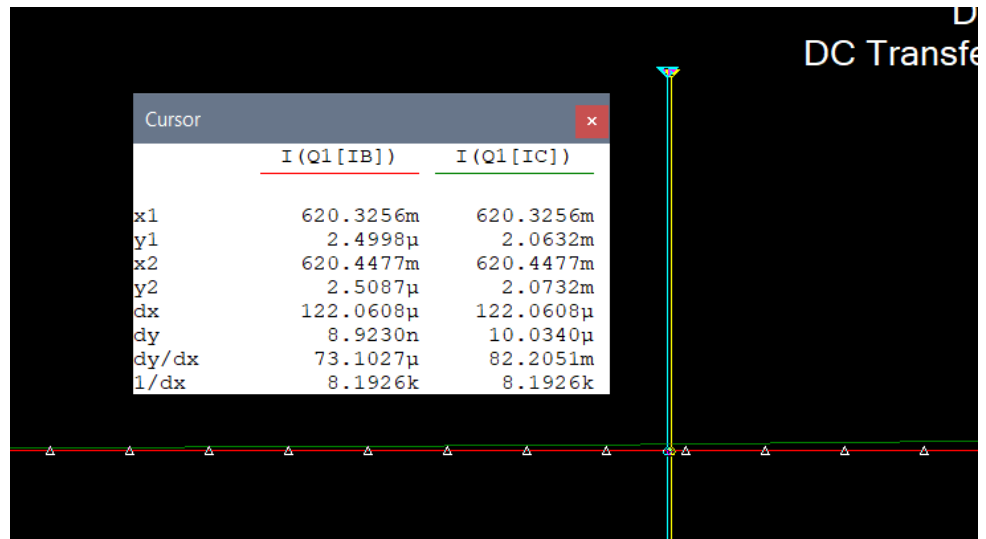 DC Transfe
Cursor
I(Q1[IB]) I(Q1[IC])
x1 620.3256m 620.3256m
y1 2.4998µ 2.0632m
x2 620.4477m 620.4477m
y2 2.5087µ 2.0732m
dx 122.0608µ 122.0608µ
dy 8.9230n 10.0340µ
dy/dx 73.1027µ 82.2051m
1/dx 8.1926k 8.1926k